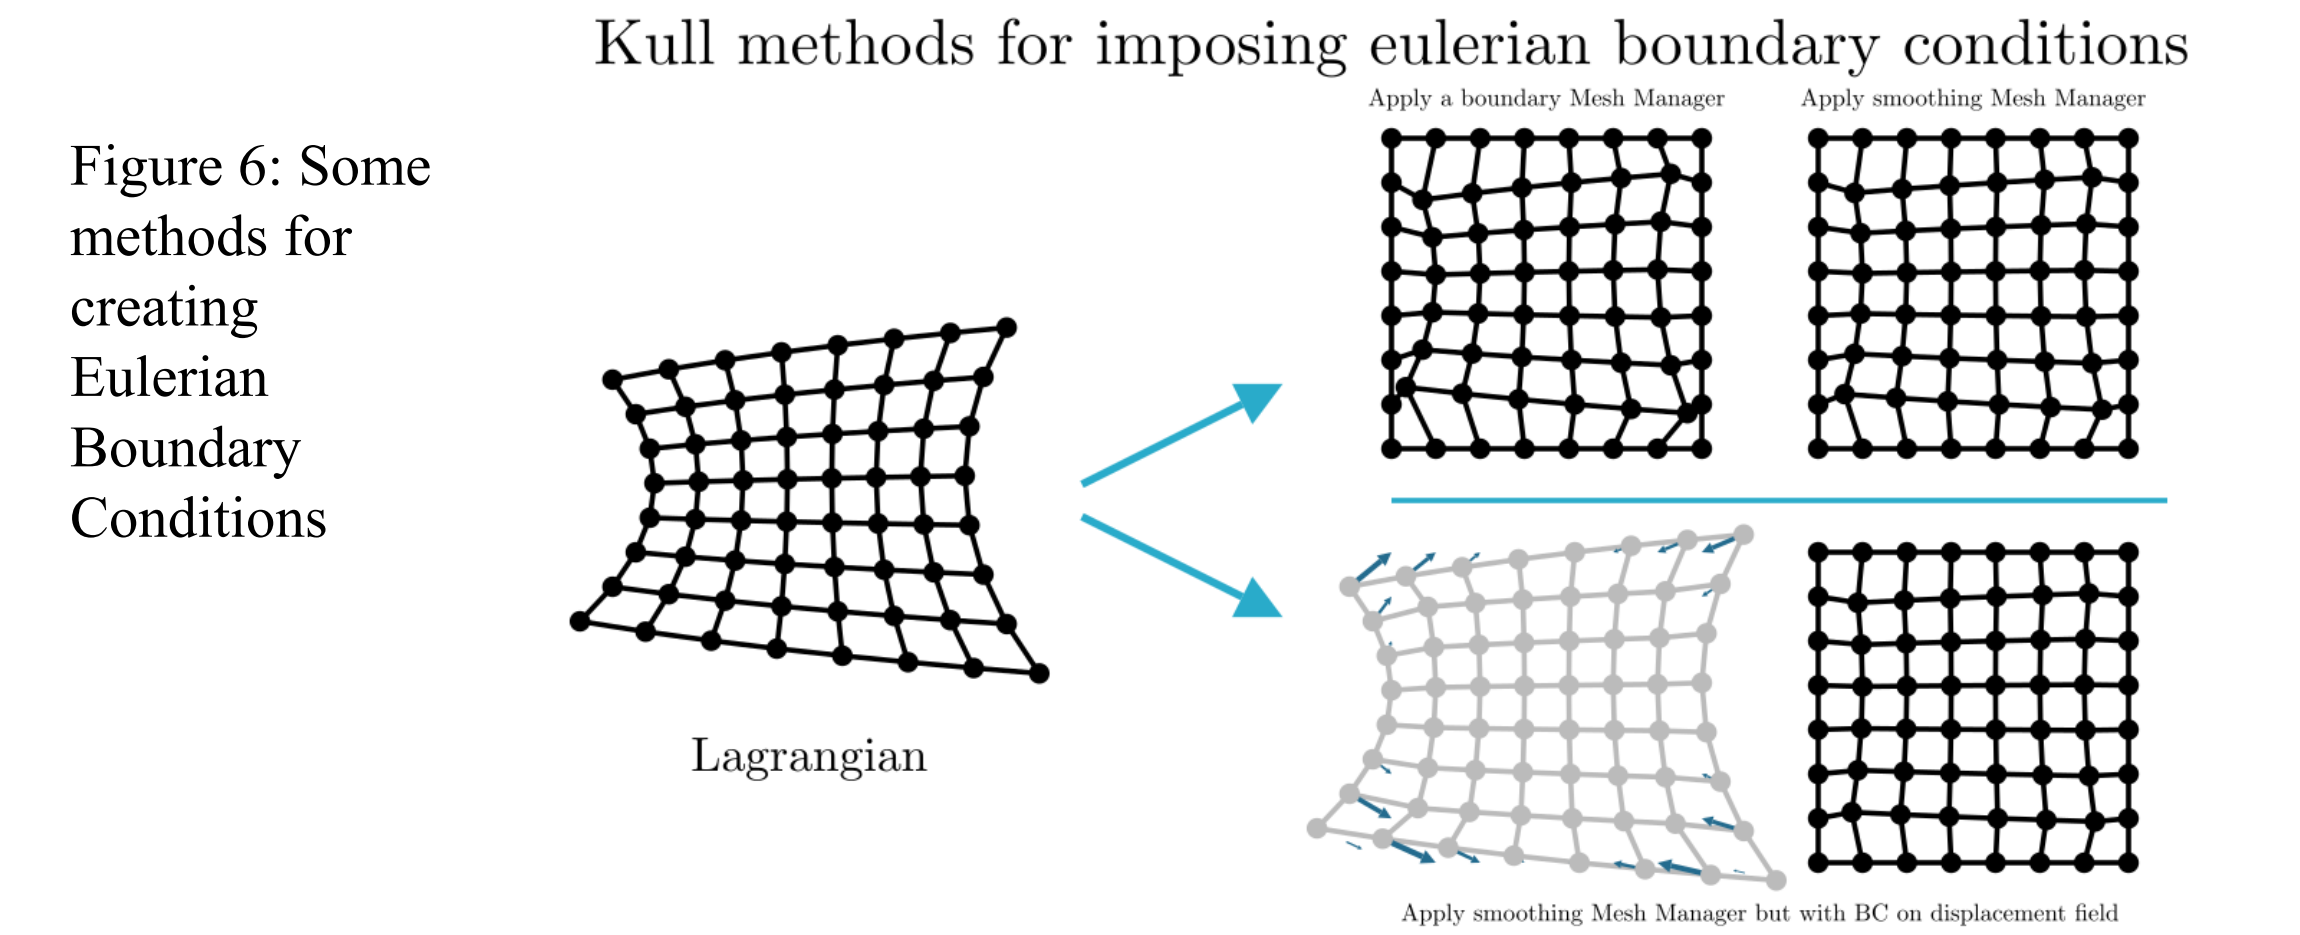 Kull methods for imposing eulerian boundary conditions
Figure 6: Some
methods for
creating
Eulerian
Boundary
Conditions
Apply a boundary Mesh Manager
Apply smoothing Mesh Manager
Lagrangian
Apply smoothing Mesh Manager but with BC on displacement field